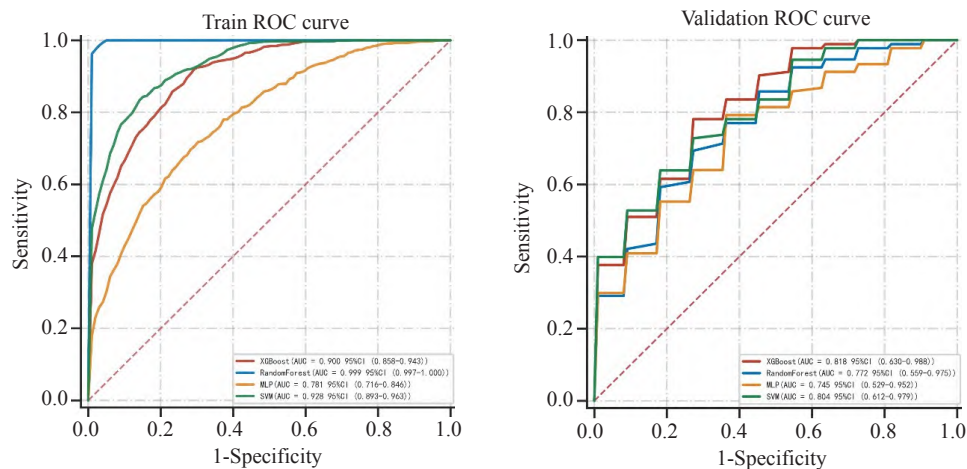 Train ROC curve
1.0
0.8
0.6
0.4
0.2
0.0
Sensitivity
XGBoost(AUC = 0.900 95%CI (0.858-0.943))
RandomForest(AUC = 0.999 95%CI (0.997-1.000))
MLP(AUC = 0.781 95%CI (0.716-0.846))
SVM(AUC = 0.928 95%CI (0.893-0.963))
0.0 0.2 0.4 0.6 0.8 1.0
1-Specificity
Validation ROC curve
1.0
0.8
0.6
0.4
0.2
0.0
Sensitivity
XGBoost(AUC = 0.818 95%CI (0.630-0.988))
RandomForest(AUC = 0.772 95%CI (0.559-0.975))
MLP(AUC = 0.745 95%CI (0.529-0.952))
SVM(AUC = 0.804 95%CI (0.612-0.979))
0.0 0.2 0.4 0.6 0.8 1.0
1-Specificity